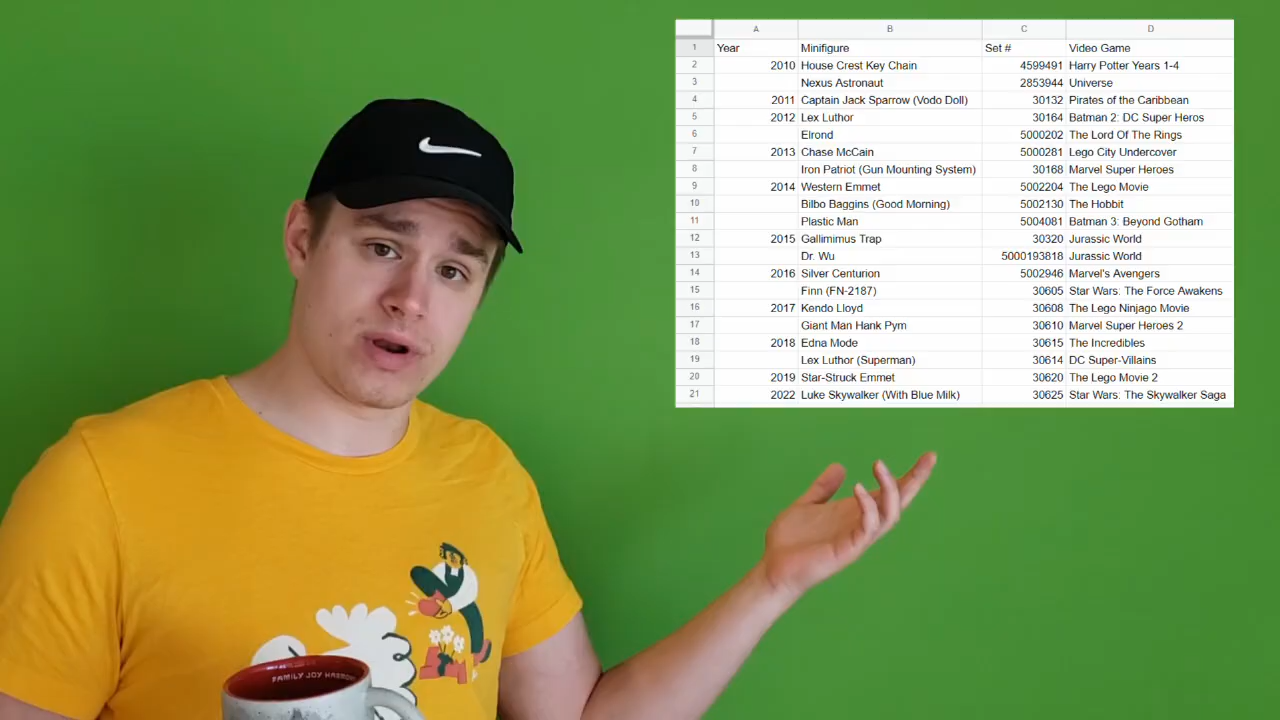 A B C D
1 Year Minifigure Set # Video Game
2 2010 House Crest Key Chain 4599491 Harry Potter Years 1-4
3 Nexus Astronaut 2853944 Universe
4 2011 Captain Jack Sparrow (Vodo Doll) 30132 Pirates of the Caribbean
5 2012 Lex Luthor 30164 Batman 2: DC Super Heros
6 Elrond 5000202 The Lord Of The Rings
7 2013 Chase McCain 5000281 Lego City Undercover
8 Iron Patriot (Gun Mounting System) 30168 Marvel Super Heroes
9 2014 Western Emmet 5002204 The Lego Movie
10 Bilbo Baggins (Good Morning) 5002130 The Hobbit
11 Plastic Man 5004081 Batman 3: Beyond Gotham
12 2015 Gallimimus Trap 30320 Jurassic World
13 Dr. Wu 5000193818 Jurassic World
14 2016 Silver Centurion 5002946 Marvel's Avengers
15 Finn (FN-2187) 30605 Star Wars: The Force Awakens
16 2017 Kendo Lloyd 30608 The Lego Ninjago Movie
17 Giant Man Hank Pym 30610 Marvel Super Heroes 2
18 2018 Edna Mode 30615 The Incredibles
19 Lex Luthor (Superman) 30614 DC Super-Villains
20 2019 Star-Struck Emmet 30620 The Lego Movie 2
21 2022 Luke Skywalker (With Blue Milk) 30625 Star Wars: The Skywalker Saga
FAMILY JOY